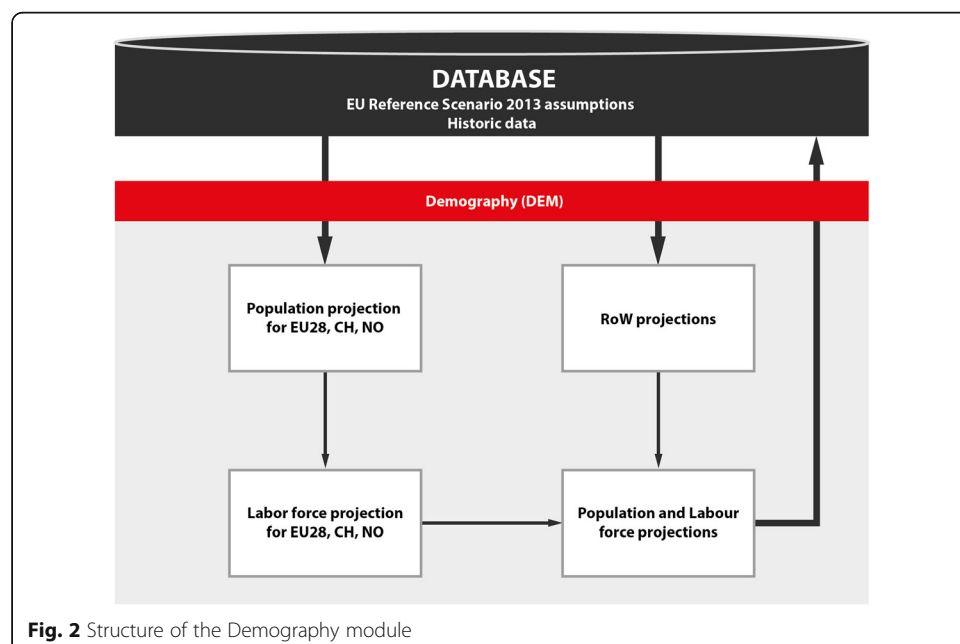 DATABASE
EU Reference Scenario 2013 assumptions
Historic data
Demography (DEM)
Population projection
for EU28, CH, NO
RoW projections
Labor force projection
for EU28, CH, NO
Population and Labour
force projections
Fig. 2 Structure of the Demography module